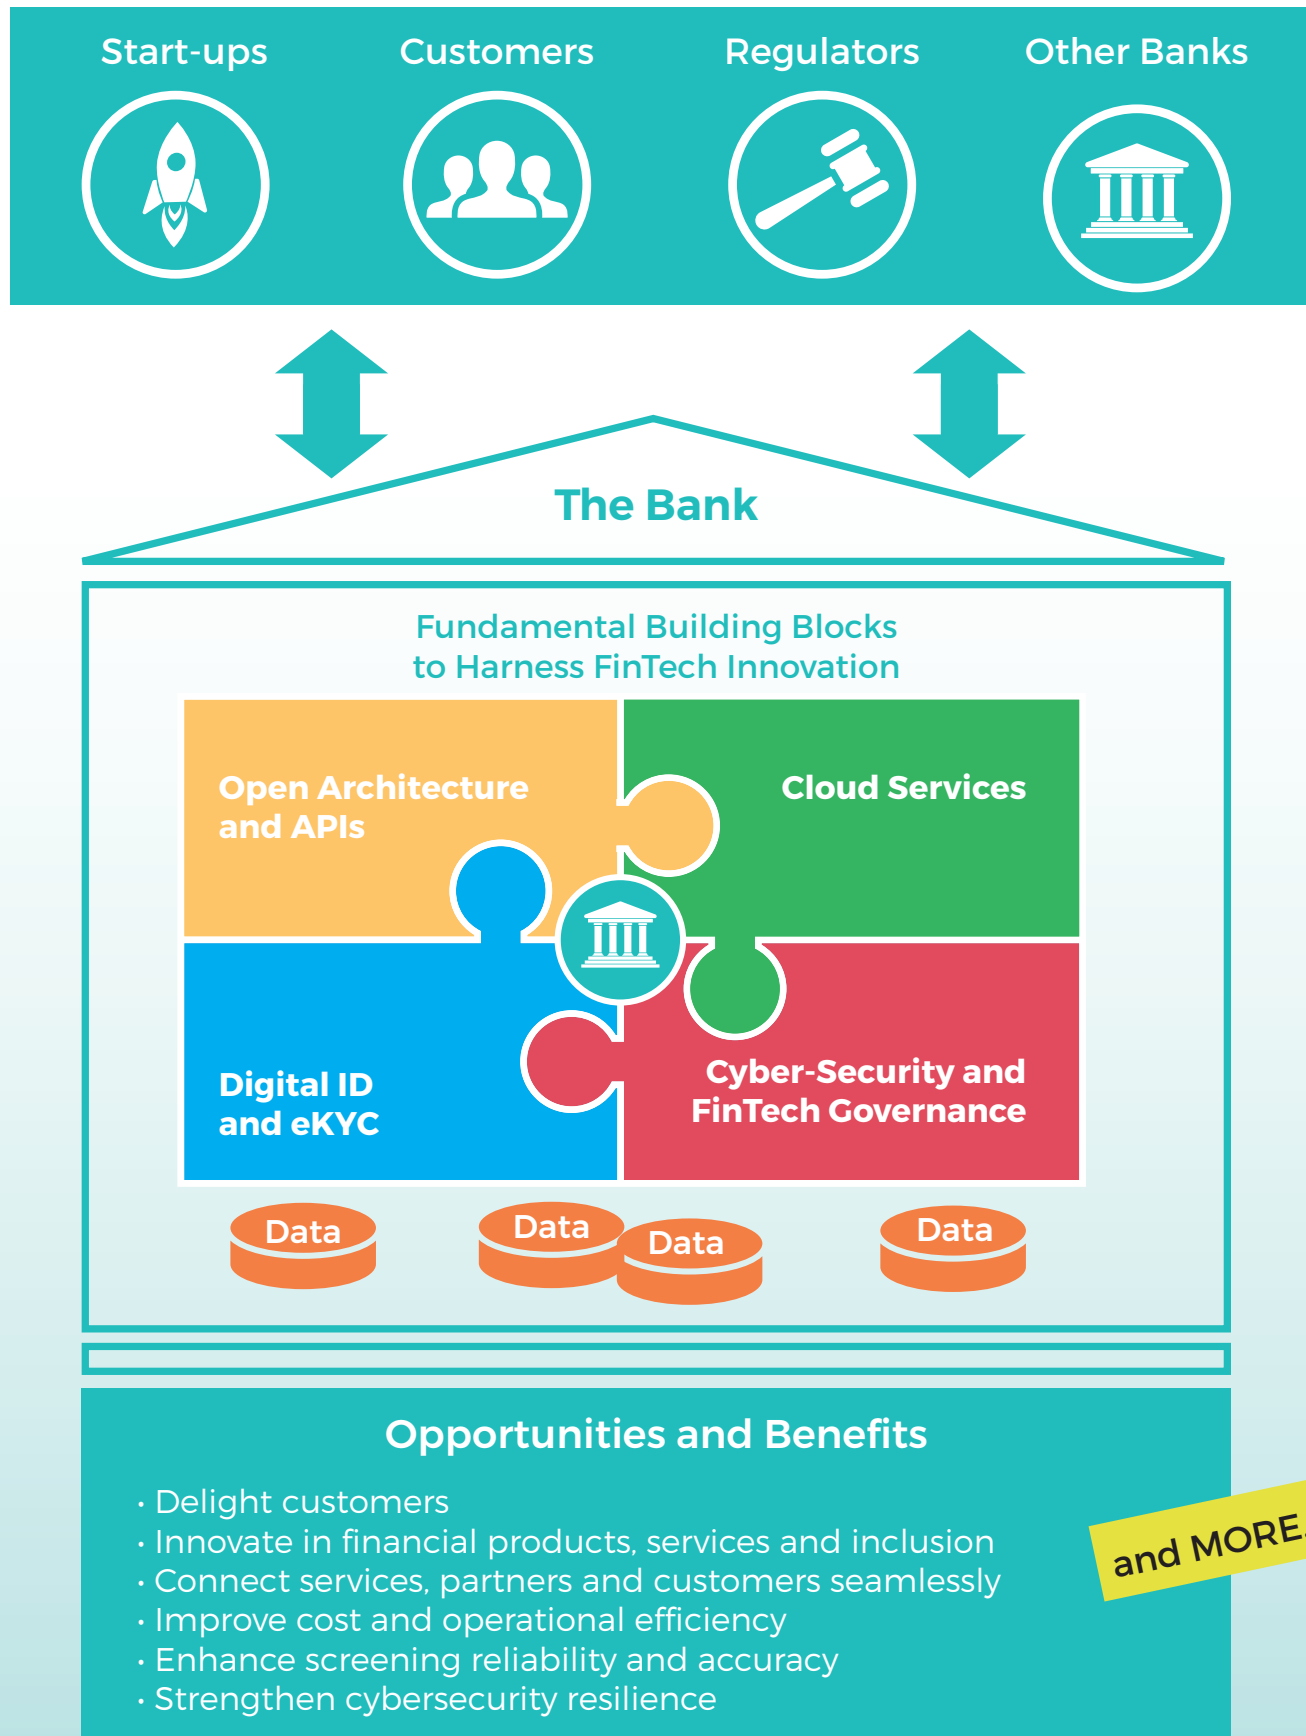 Start-ups
Customers
Regulators
Other Banks
The Bank
Fundamental Building Blocks
to Harness FinTech Innovation
Open Architecture
and APIs
Cloud Services
Digital ID
and eKYC
Cyber-Security and
FinTech Governance
Data
Data
Data
Data
Opportunities and Benefits
• Delight customers
• Innovate in financial products, services and inclusion
• Connect services, partners and customers seamlessly
• Improve cost and operational efficiency
• Enhance screening reliability and accuracy
• Strengthen cybersecurity resilience
and MORE.